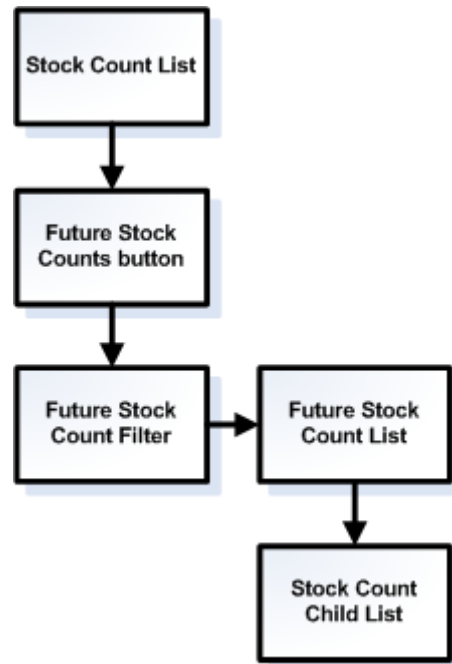 Stock Count List
Future Stock
Counts button
Future Stock
Count Filter
Future Stock
Count List
Stock Count
Child List